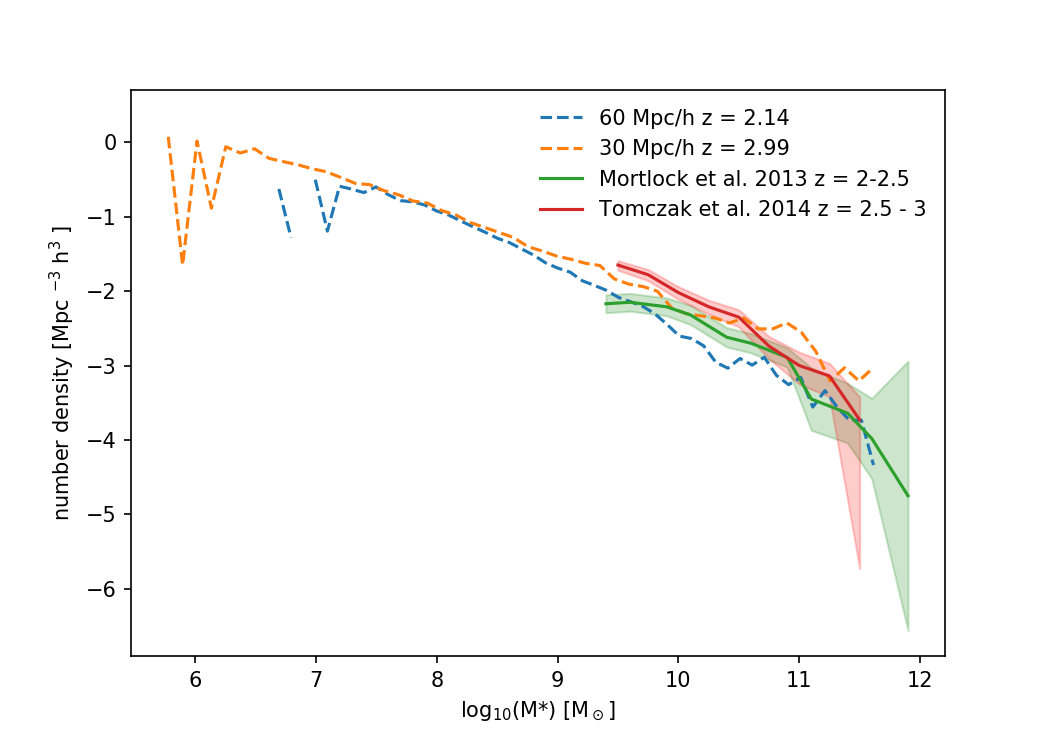 60 Mpc/h z = 2.14
30 Mpc/h z = 2.99
Mortlock et al. 2013 z = 2-2.5
Tomczak et al. 2014 z = 2.5 - 3
number density [Mpc ⁻³ h³ ]
0
−1
−2
−3
−4
−5
−6
6 7 8 9 10 11 12
log₁₀(M*) [M⊙]